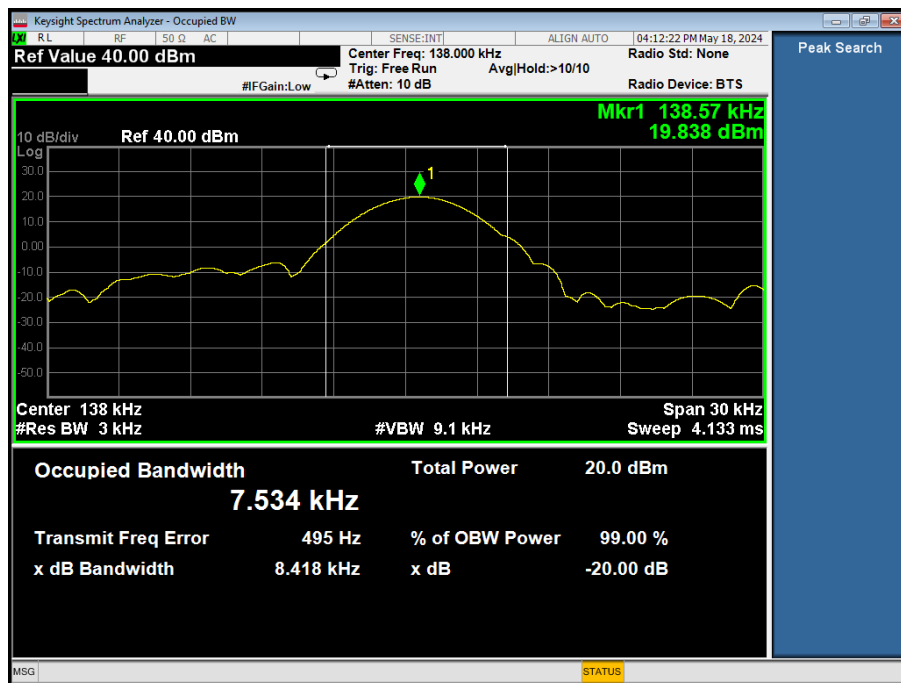 Keysight Spectrum Analyzer - Occupied BW
LXI RL RF 50 Ω AC SENSE:INT ALIGN AUTO 04:12:22 PM May 18, 2024
Ref Value 40.00 dBm Center Freq: 138.000 kHz Radio Std: None
Trig: Free Run Avg|Hold:>10/10
#IFGain:Low #Atten: 10 dB Radio Device: BTS
Peak Search
Mkr1 138.57 kHz
19.838 dBm
10 dB/div Ref 40.00 dBm
Log
30.0
20.0
10.0
0.00
-10.0
-20.0
-30.0
-40.0
-50.0
1
Center 138 kHz Span 30 kHz
#Res BW 3 kHz #VBW 9.1 kHz Sweep 4.133 ms
Occupied Bandwidth Total Power 20.0 dBm
7.534 kHz
Transmit Freq Error 495 Hz % of OBW Power 99.00 %
x dB Bandwidth 8.418 kHz x dB -20.00 dB
MSG STATUS